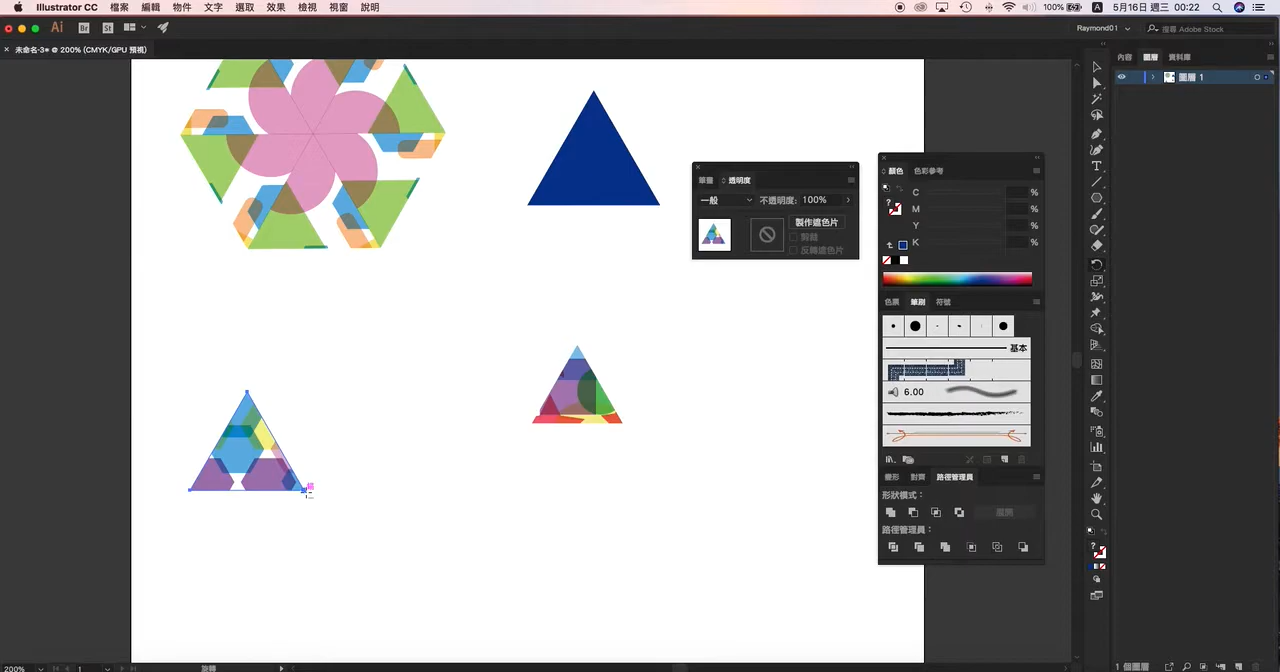 Illustrator CC 檔案 編輯 物件 文字 選取 效果 檢視 視窗 說明 100% A 5月16日 週三 00:22
Ai Br St Raymond01 搜尋 Adobe Stock
× 未命名-3* @ 200% (CMYK/GPU 預視)
內容 圖層 資料庫
圖層 1
筆畫 透明度
一般 不透明度: 100%
製作遮色片
剪裁
反轉遮色片
顏色 色彩參考
C %
M %
Y %
K %
色票 筆刷 符號
基本
6.00
變形 對齊 路徑管理員
形狀模式:
展開
路徑管理員:
200% 1 旋轉 1 個圖層